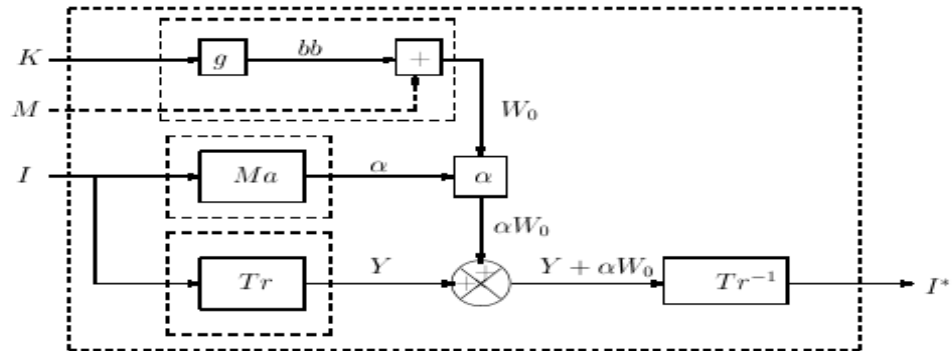 K g bb +
M
W₀
I Ma α α
αW₀
Tr Y + + Y + αW₀ Tr⁻¹ I*